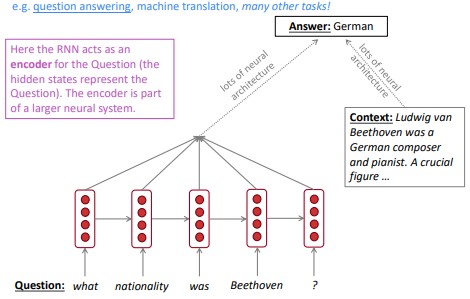 e.g. question answering, machine translation, many other tasks!
Answer: German
Here the RNN acts as an
encoder for the Question (the
hidden states represent the
Question). The encoder is part
of a larger neural system.
lots of neural
architecture
lots of neural
architecture
Context: Ludwig van
Beethoven was a
German composer
and pianist. A crucial
figure …
Question: what nationality was Beethoven ?